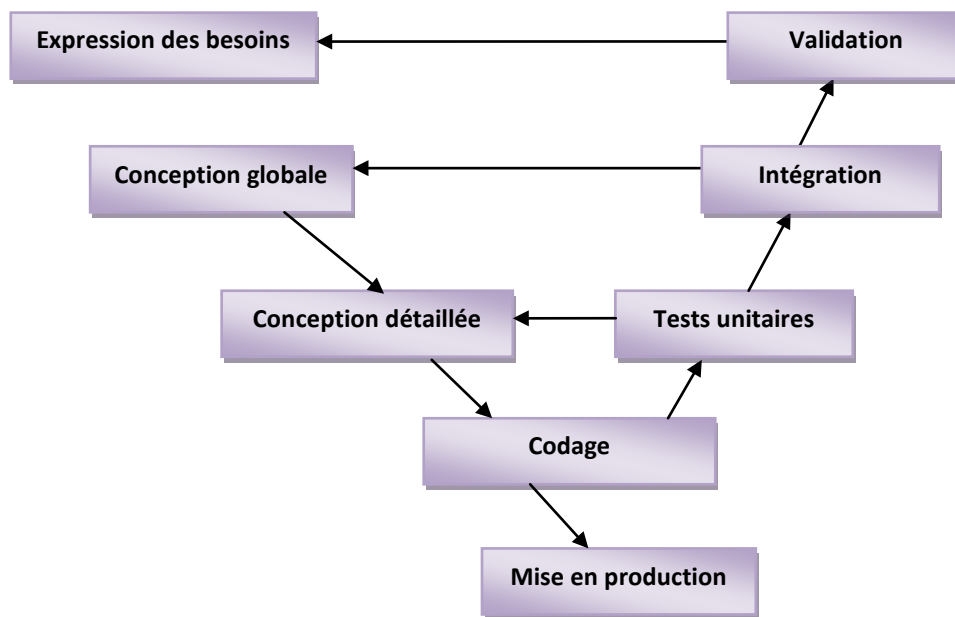 Expression des besoins
Validation
Conception globale
Intégration
Conception détaillée
Tests unitaires
Codage
Mise en production